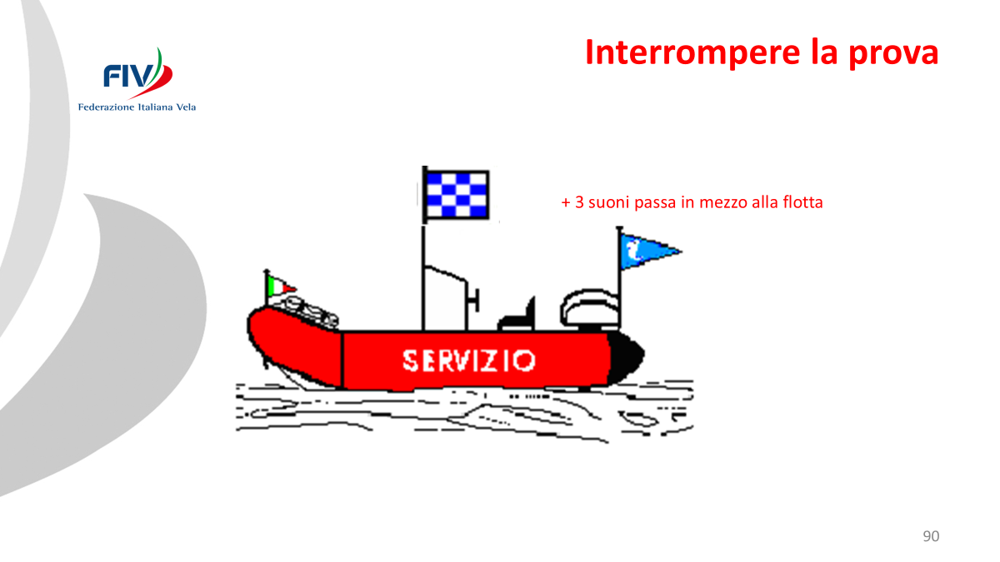 Interrompere la prova
FIV
Federazione Italiana Vela
+ 3 suoni passa in mezzo alla flotta
SERVIZIO
90